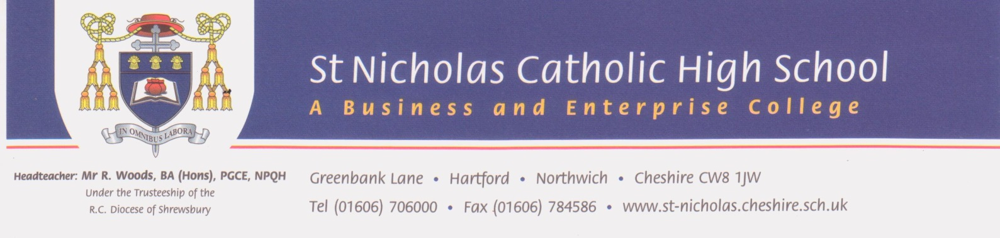 St Nicholas Catholic High School
A Business and Enterprise College
IN OMNIBUS LABORA
Headteacher: Mr R. Woods, BA (Hons), PGCE, NPQH
Under the Trusteeship of the
R.C. Diocese of Shrewsbury
Greenbank Lane • Hartford • Northwich • Cheshire CW8 1JW
Tel (01606) 706000 • Fax (01606) 784586 • www.st-nicholas.cheshire.sch.uk